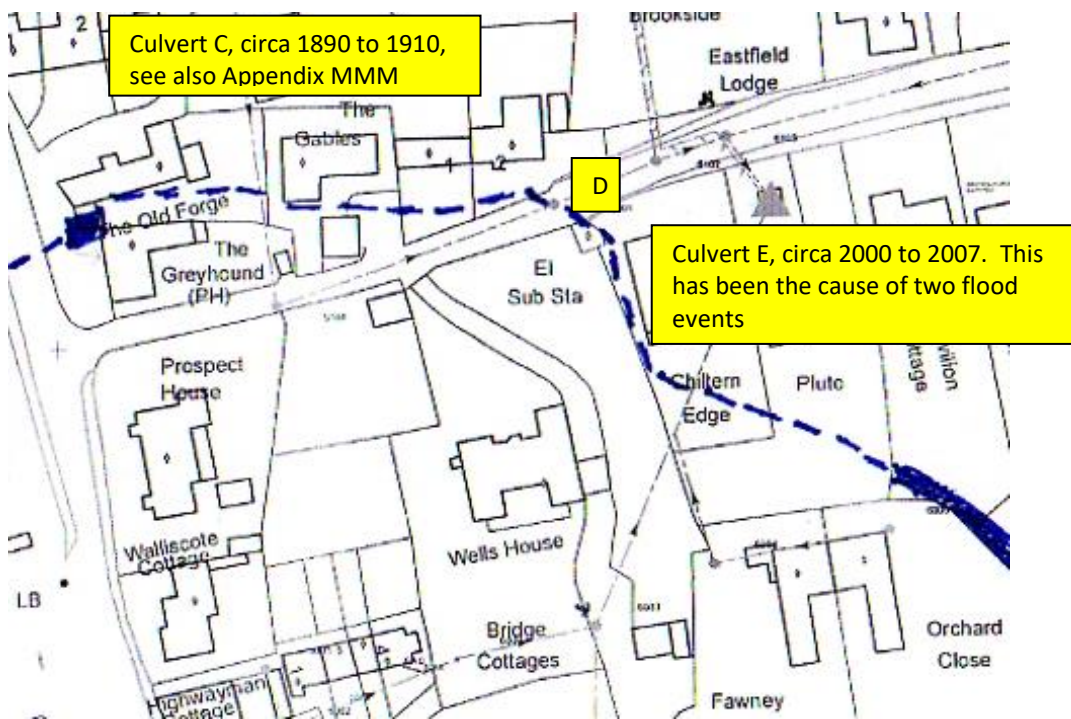 2
Culvert C, circa 1890 to 1910,
see also Appendix MMM
Brookside
Eastfield
Lodge
The
Gables
1
2
D
The Old Forge
The
Greyhound
(PH)
El
Sub Sta
Culvert E, circa 2000 to 2007. This
has been the cause of two flood
events
Prospect
House
Chiltern
Edge
Pluto
Walliscote
Cottage
Wells House
LB
Bridge
Cottages
Orchard
Close
Highwayman
Fawney